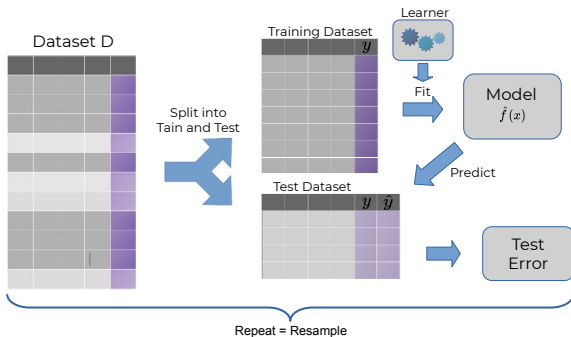 Learner
Training Dataset
Dataset D
y
Fit
Model
f̂(x)
Split into
Tain and Test
Predict
Test Dataset
y ŷ
Test
Error
Repeat = Resample